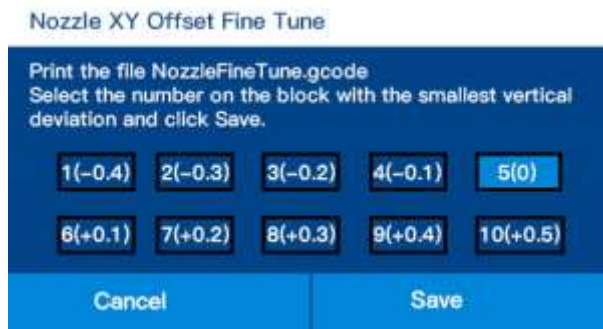 Nozzle XY Offset Fine Tune
Print the file NozzleFineTune.gcode
Select the number on the block with the smallest vertical
deviation and click Save.
1(-0.4) 2(-0.3) 3(-0.2) 4(-0.1) 5(0)
6(+0.1) 7(+0.2) 8(+0.3) 9(+0.4) 10(+0.5)
Cancel Save